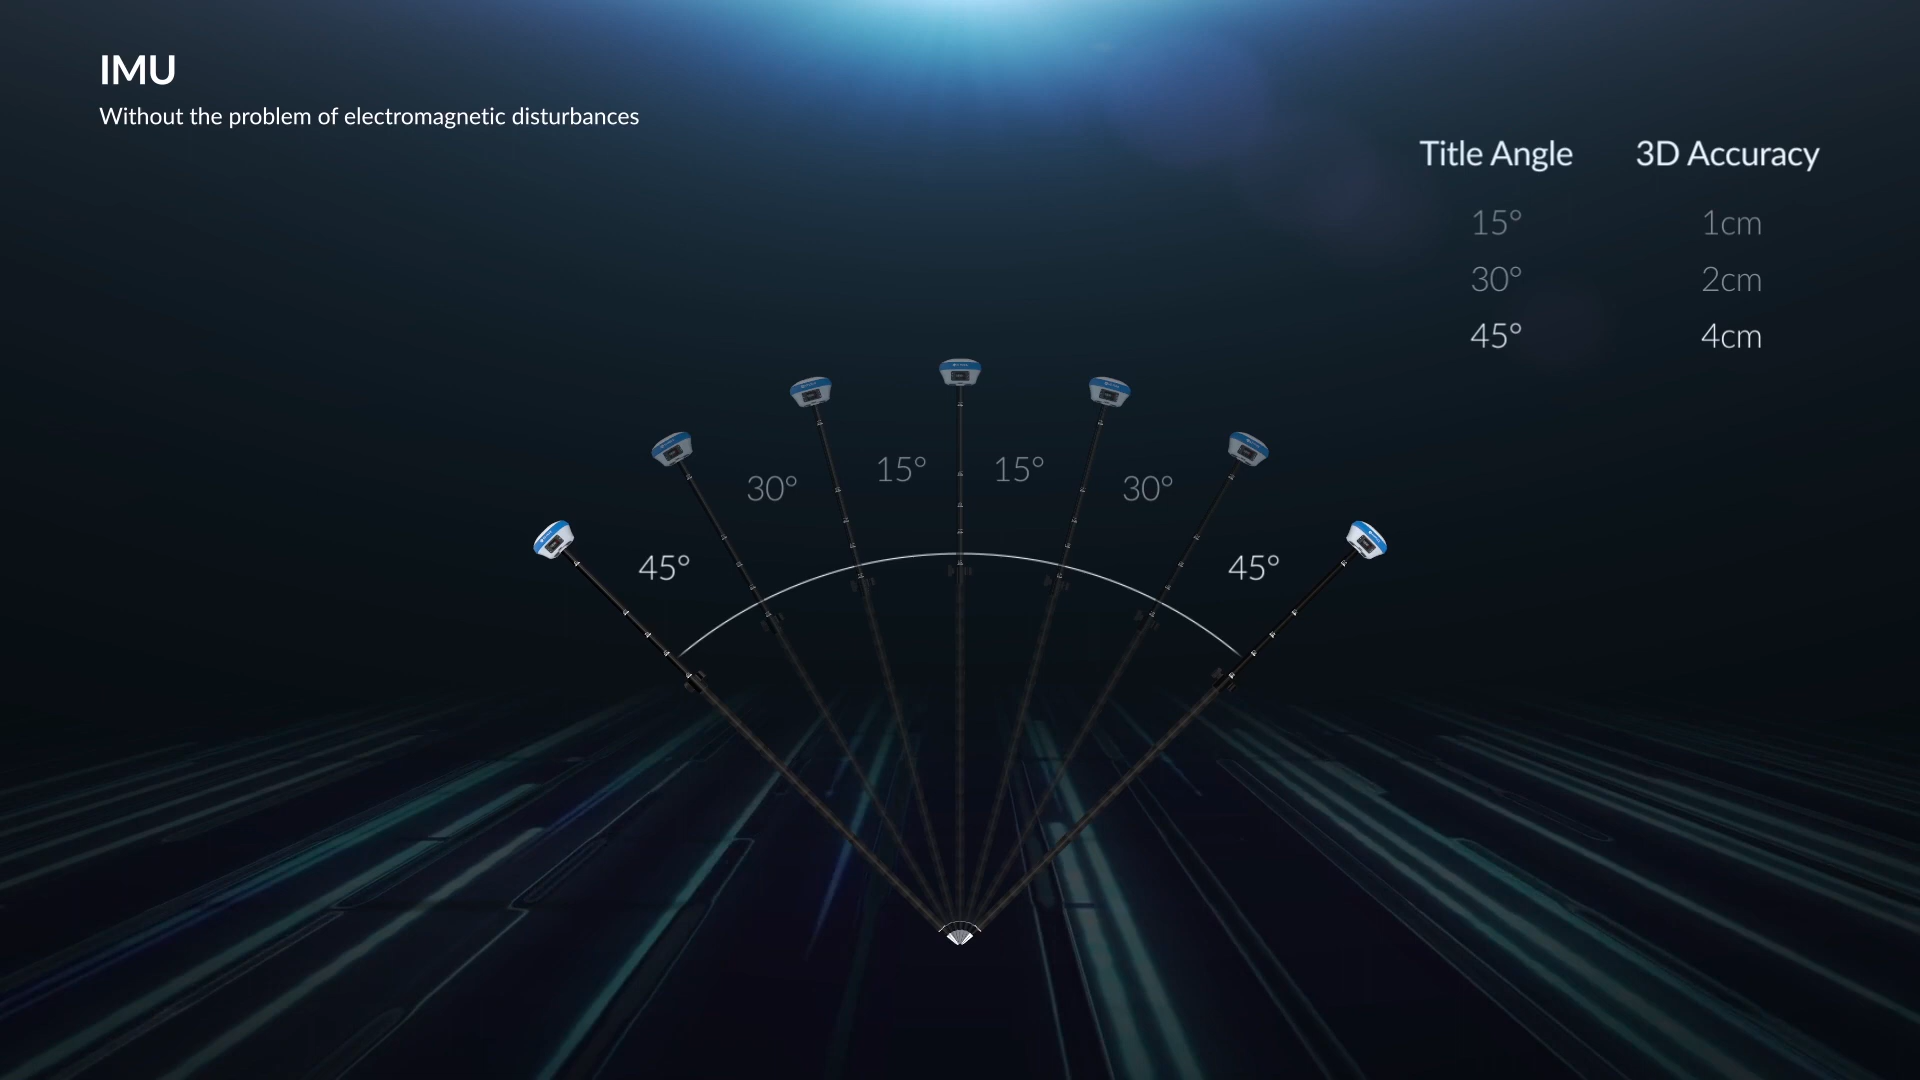 IMU
Without the problem of electromagnetic disturbances
Title Angle 3D Accuracy
15° 1cm
30° 2cm
45° 4cm
30° 15° 15° 30°
45° 45°